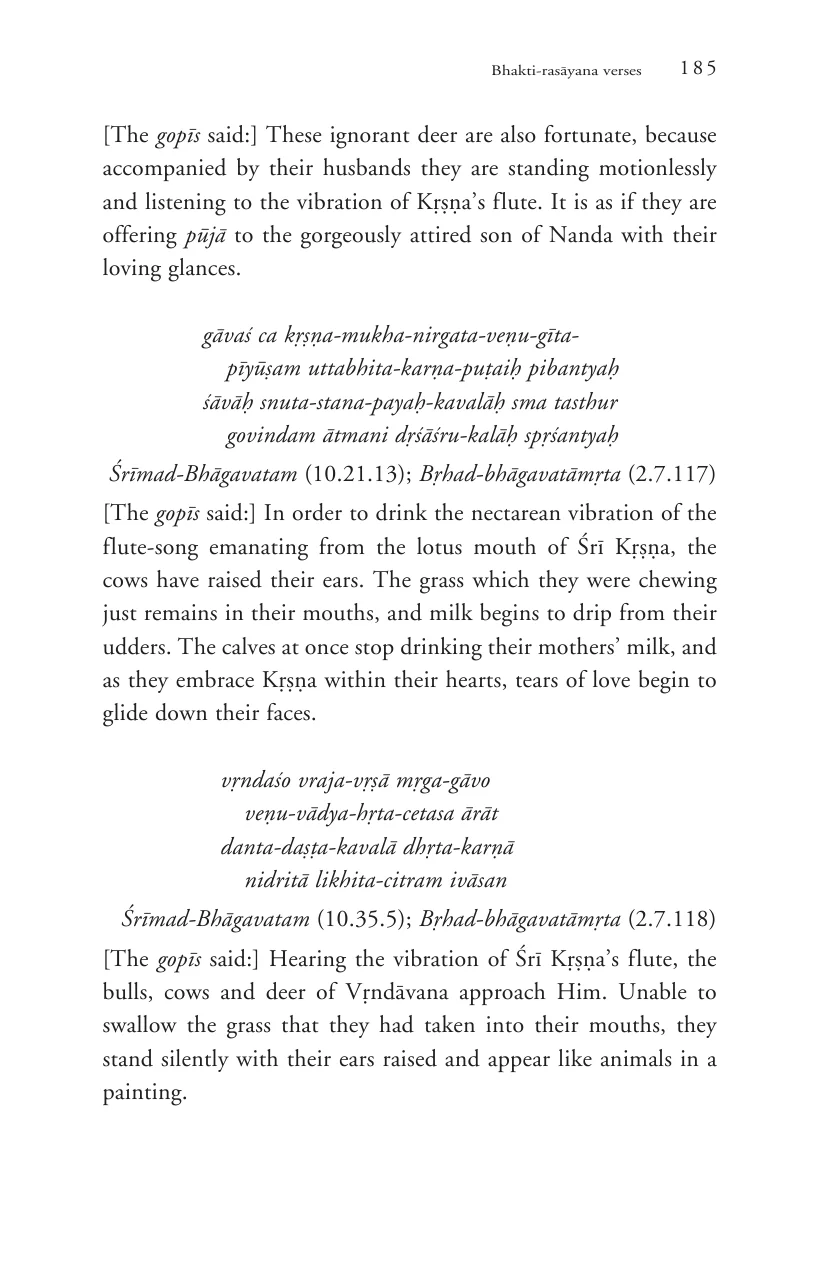 Bhakti-rasāyana verses 185
[The gopīs said:] These ignorant deer are also fortunate, because
accompanied by their husbands they are standing motionlessly
and listening to the vibration of Kṛṣṇa’s flute. It is as if they are
offering pūjā to the gorgeously attired son of Nanda with their
loving glances.
gāvaś ca kṛṣṇa-mukha-nirgata-veṇu-gīta-
pīyūṣam uttabhita-karṇa-puṭaiḥ pibantyaḥ
śāvāḥ snuta-stana-payaḥ-kavalāḥ sma tasthur
govindam ātmani dṛśāśru-kalāḥ spṛśantyaḥ
Śrīmad-Bhāgavatam (10.21.13); Bṛhad-bhāgavatāmṛta (2.7.117)
[The gopīs said:] In order to drink the nectarean vibration of the
flute-song emanating from the lotus mouth of Śrī Kṛṣṇa, the
cows have raised their ears. The grass which they were chewing
just remains in their mouths, and milk begins to drip from their
udders. The calves at once stop drinking their mothers’ milk, and
as they embrace Kṛṣṇa within their hearts, tears of love begin to
glide down their faces.
vṛndaśo vraja-vṛṣā mṛga-gāvo
veṇu-vādya-hṛta-cetasa ārāt
danta-daṣṭa-kavalā dhṛta-karṇā
nidritā likhita-citram ivāsan
Śrīmad-Bhāgavatam (10.35.5); Bṛhad-bhāgavatāmṛta (2.7.118)
[The gopīs said:] Hearing the vibration of Śrī Kṛṣṇa’s flute, the
bulls, cows and deer of Vṛndāvana approach Him. Unable to
swallow the grass that they had taken into their mouths, they
stand silently with their ears raised and appear like animals in a
painting.